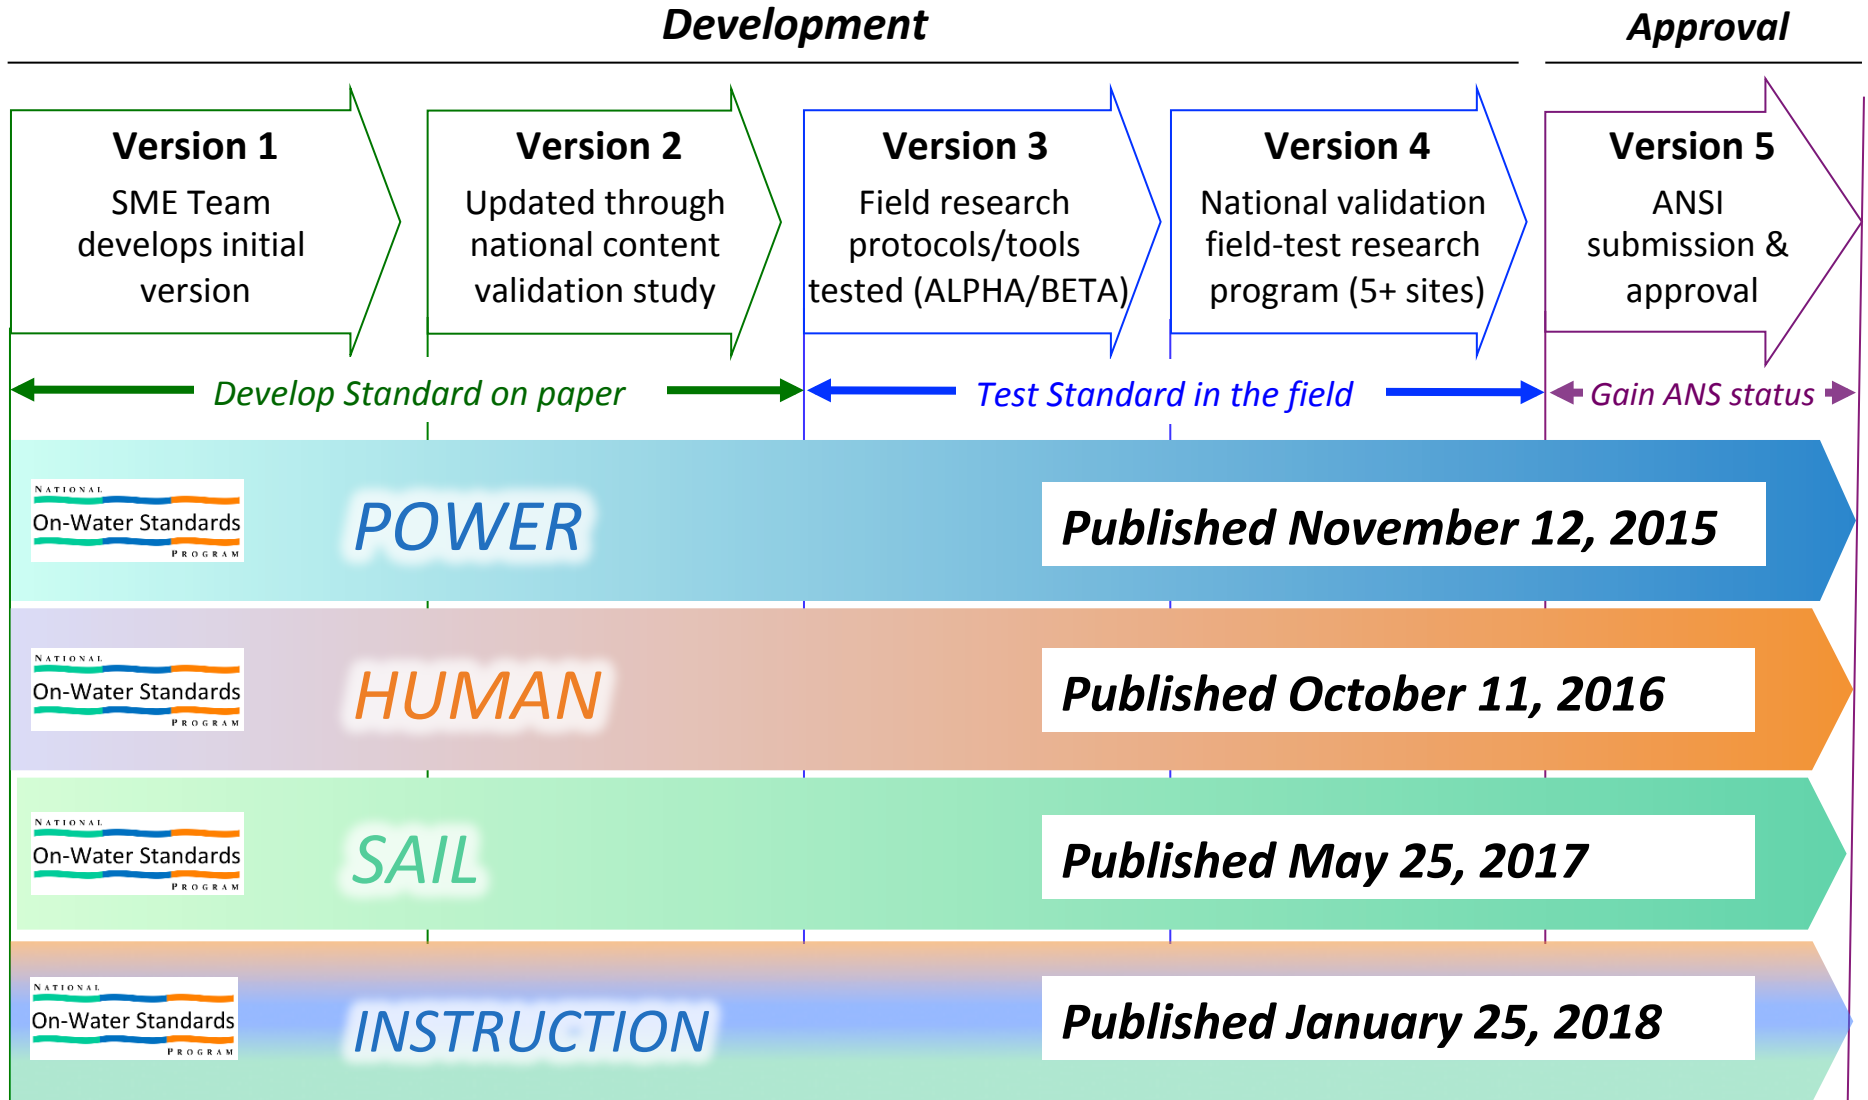 Development
Approval
Version 1
SME Team
develops initial
version
Version 2
Updated through
national content
validation study
Version 3
Field research
protocols/tools
tested (ALPHA/BETA)
Version 4
National validation
field-test research
program (5+ sites)
Version 5
ANSI
submission &
approval
Develop Standard on paper
Test Standard in the field
Gain ANS status
NATIONAL
On-Water Standards
PROGRAM
POWER
Published November 12, 2015
NATIONAL
On-Water Standards
PROGRAM
HUMAN
Published October 11, 2016
NATIONAL
On-Water Standards
PROGRAM
SAIL
Published May 25, 2017
NATIONAL
On-Water Standards
PROGRAM
INSTRUCTION
Published January 25, 2018